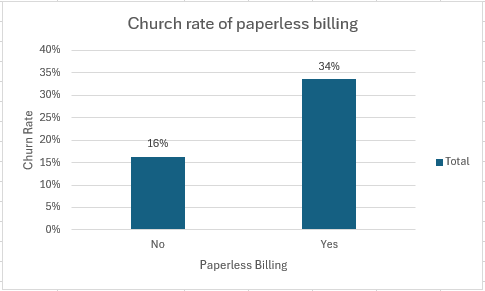 Church rate of paperless billing
40%
35%
30%
25%
20%
15%
10%
5%
0%
Churn Rate
16%
34%
No
Yes
Paperless Billing
Total